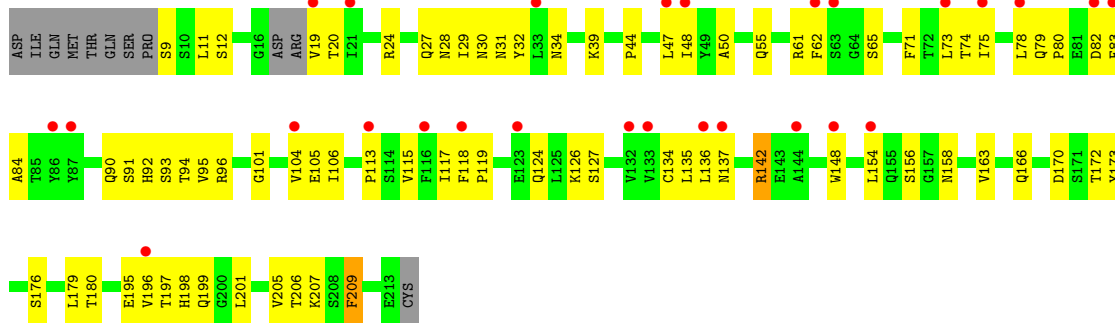 ASP ILE GLN MET THR GLN SER PRO S9 S10 L11 S12 G16 ASP ARG V19 T20 I21 R24 Q27 N28 I29 N30 N31 Y32 L33 N34 K39 P44 L47 I48 Y49 A50 Q55 R61 F62 S63 G64 S65 F71 T72 L73 T74 I75 L78 Q79 P80 E81 D82
A84 T85 Y86 Y87 Q90 S91 H92 S93 T94 V95 R96 G101 V104 E105 I106 P113 S114 V115 F116 I117 F118 P119 E123 Q124 L125 K126 S127 V132 V133 C134 L135 L136 N137 R142 E143 A144 W148 L154 Q155 S156 G157 N158 V163 Q166 D170 S171 T172
S176 L179 T180 E195 V196 T197 H198 Q199 G200 L201 V205 T206 K207 S208 F209 E213 CYS